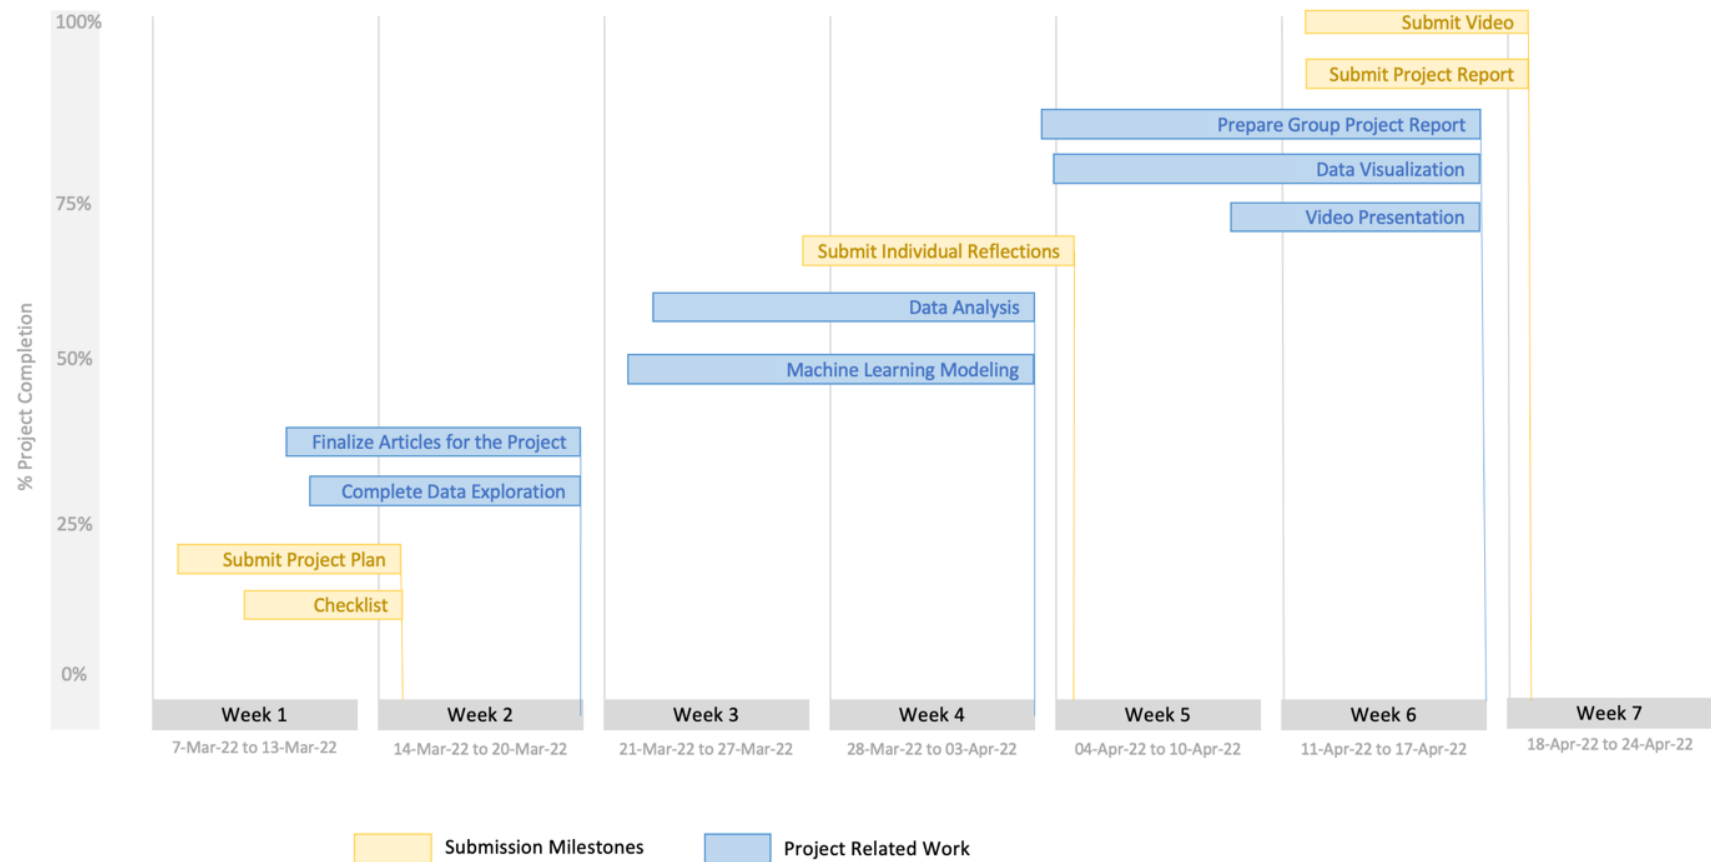 100%
Submit Video
Submit Project Report
Prepare Group Project Report
Data Visualization
75%
Video Presentation
Submit Individual Reflections
Data Analysis
% Project Completion
50%
Machine Learning Modeling
Finalize Articles for the Project
Complete Data Exploration
25%
Submit Project Plan
Checklist
0%
Week 1
Week 2
Week 3
Week 4
Week 5
Week 6
Week 7
7-Mar-22 to 13-Mar-22
14-Mar-22 to 20-Mar-22
21-Mar-22 to 27-Mar-22
28-Mar-22 to 03-Apr-22
04-Apr-22 to 10-Apr-22
11-Apr-22 to 17-Apr-22
18-Apr-22 to 24-Apr-22
Submission Milestones
Project Related Work